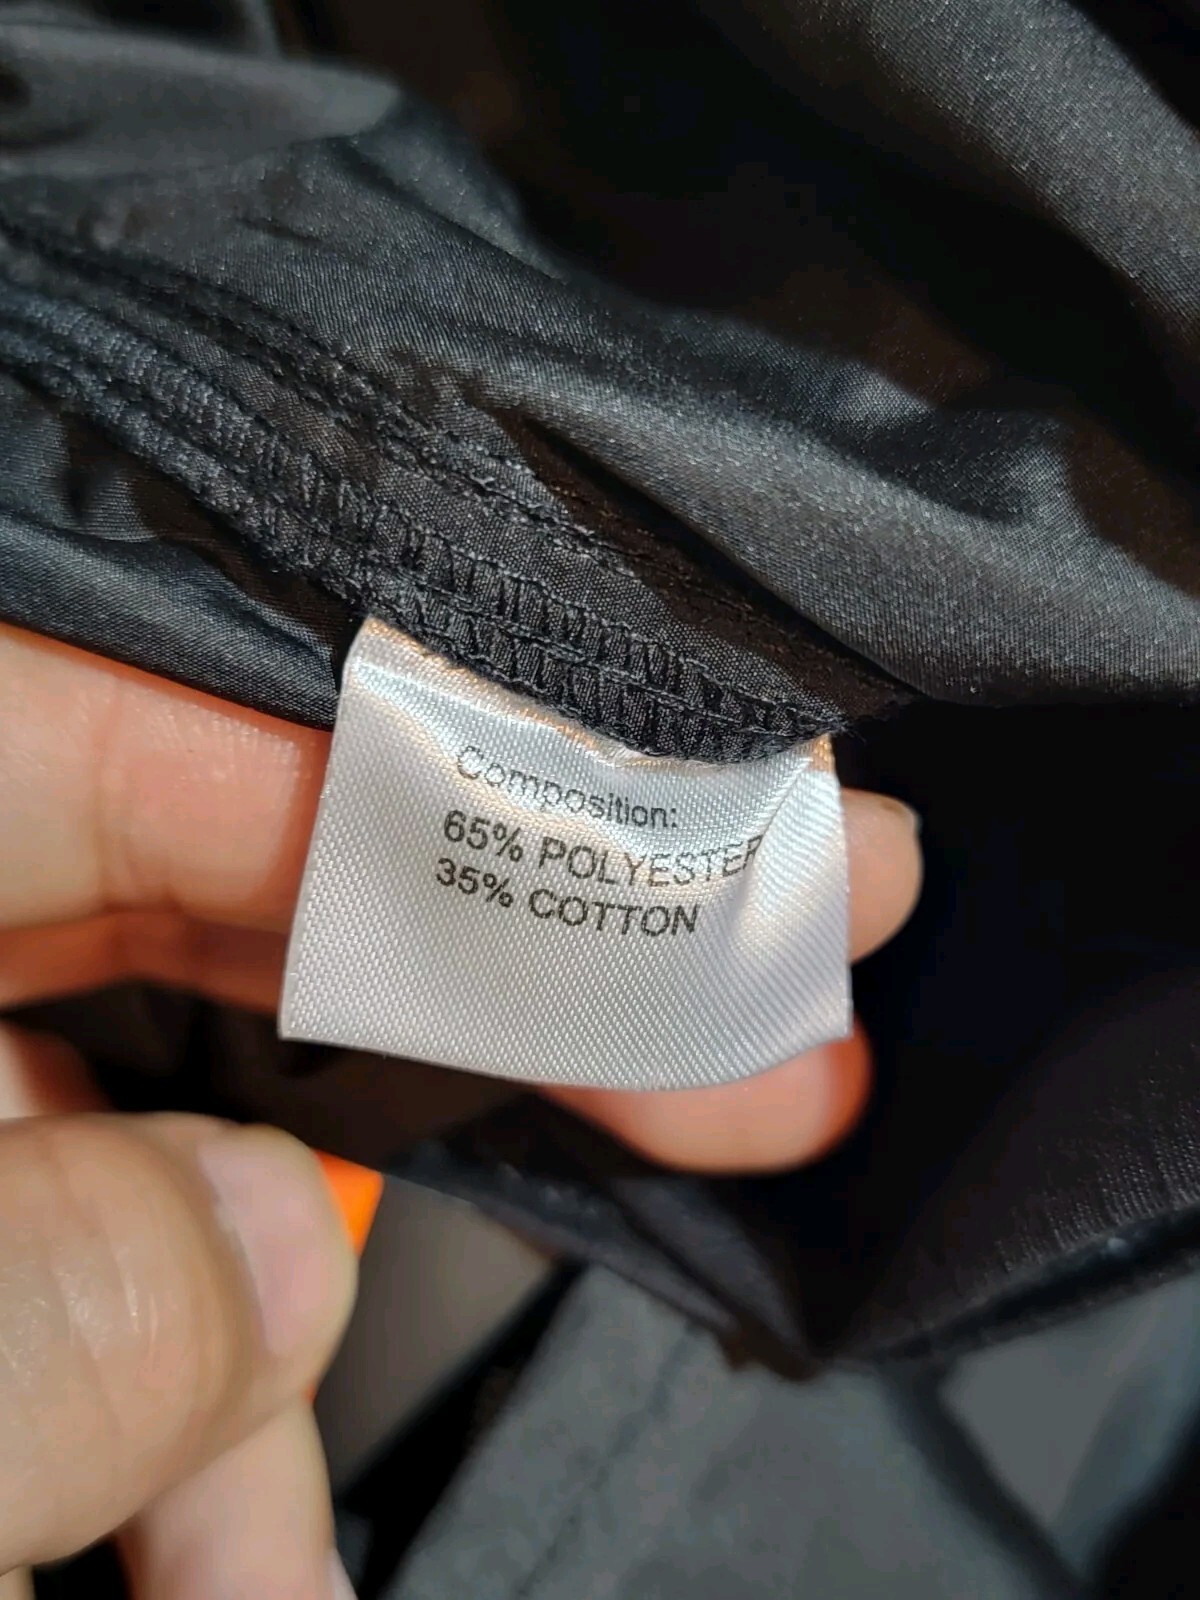 Composition:
65% POLYESTER
35% COTTON